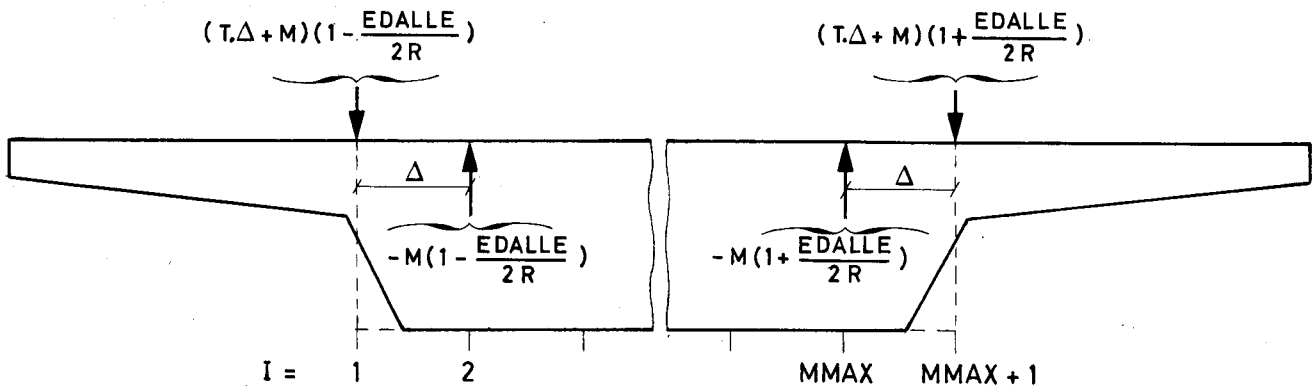 (T.Δ + M)(1 - EDALLE / 2R)
(T.Δ + M)(1 + EDALLE / 2R)
Δ
Δ
-M(1 - EDALLE / 2R)
-M(1 + EDALLE / 2R)
I = 1 2 MMAX MMAX + 1